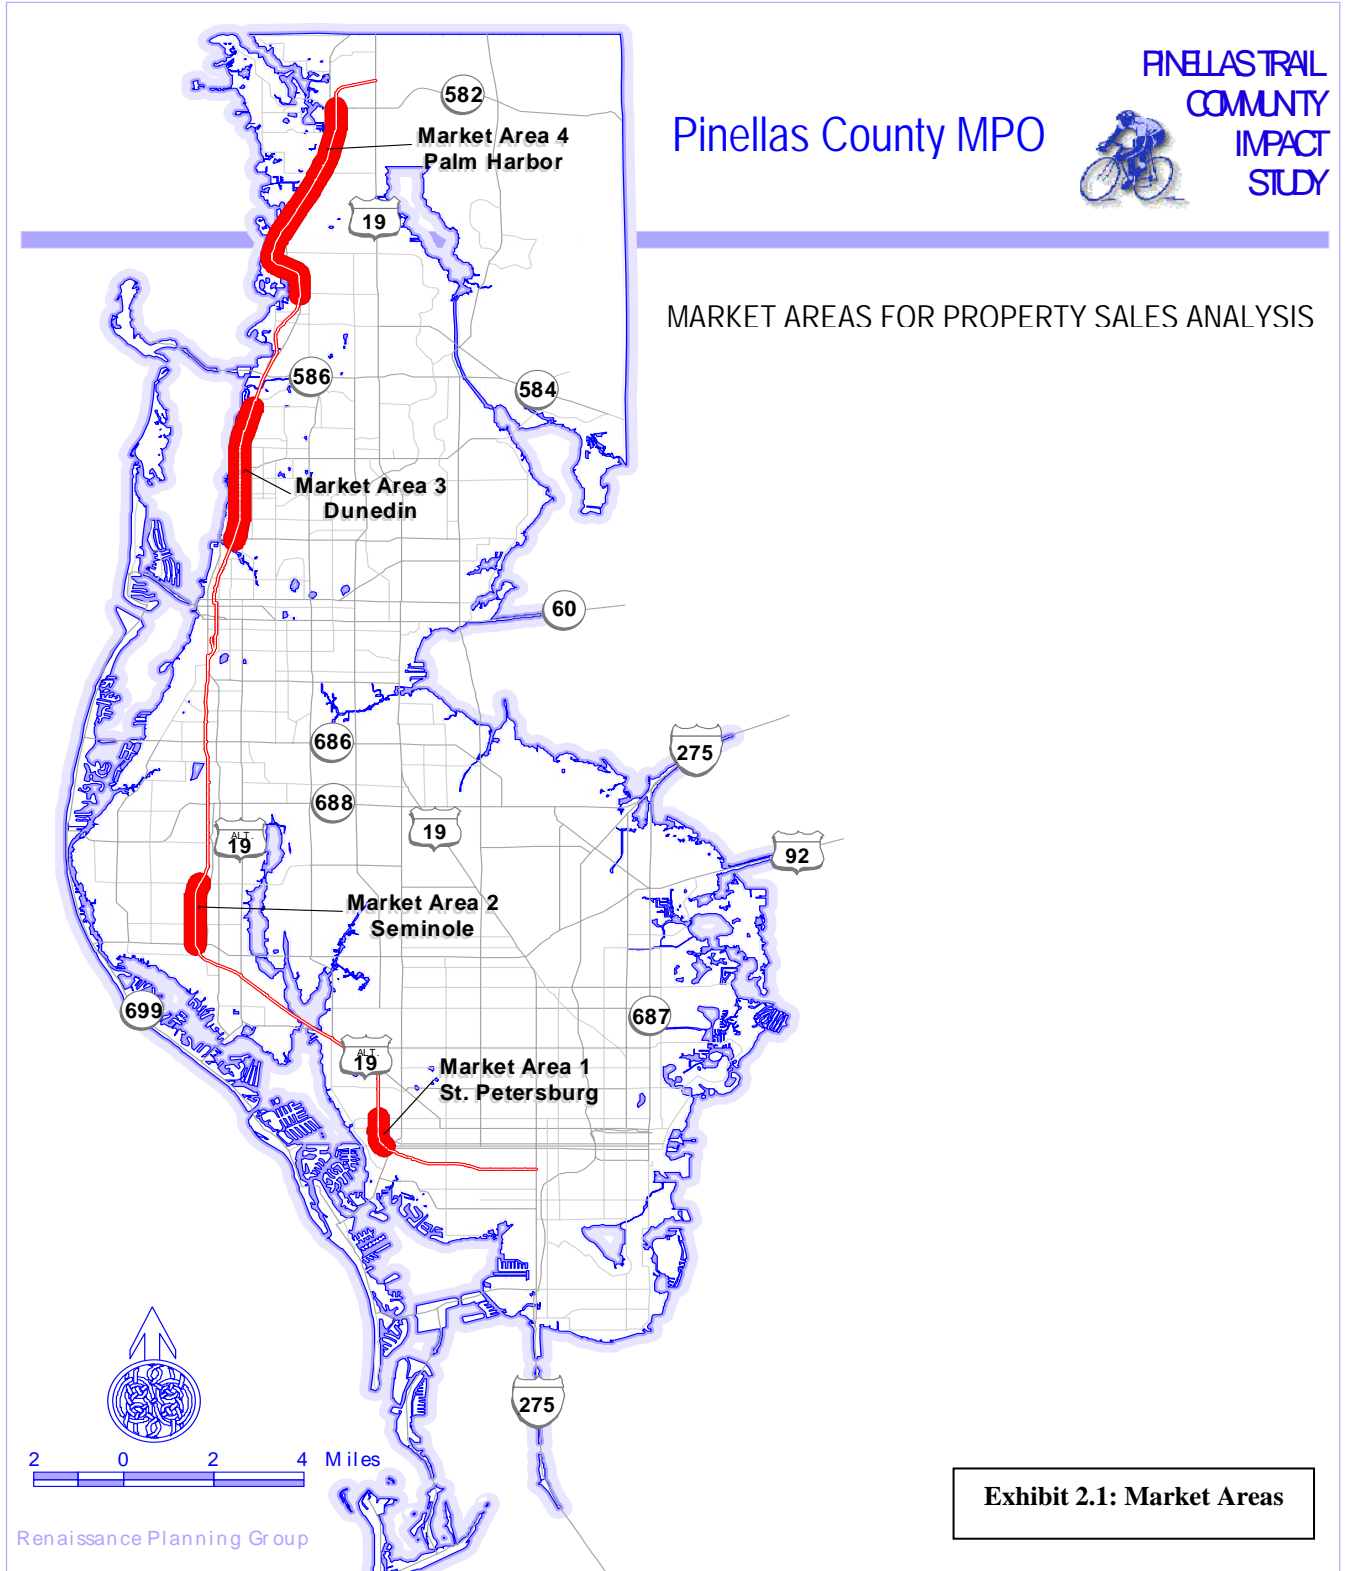 PINELLAS TRAIL
COMMUNITY
IMPACT
STUDY
Pinellas County MPO
MARKET AREAS FOR PROPERTY SALES ANALYSIS
582
Market Area 4
Palm Harbor
19
586
584
Market Area 3
Dunedin
60
686
275
688
ALT.
19
19
92
Market Area 2
Seminole
699
687
ALT.
19
Market Area 1
St. Petersburg
275
2 0 2 4 Miles
Renaissance Planning Group
Exhibit 2.1: Market Areas